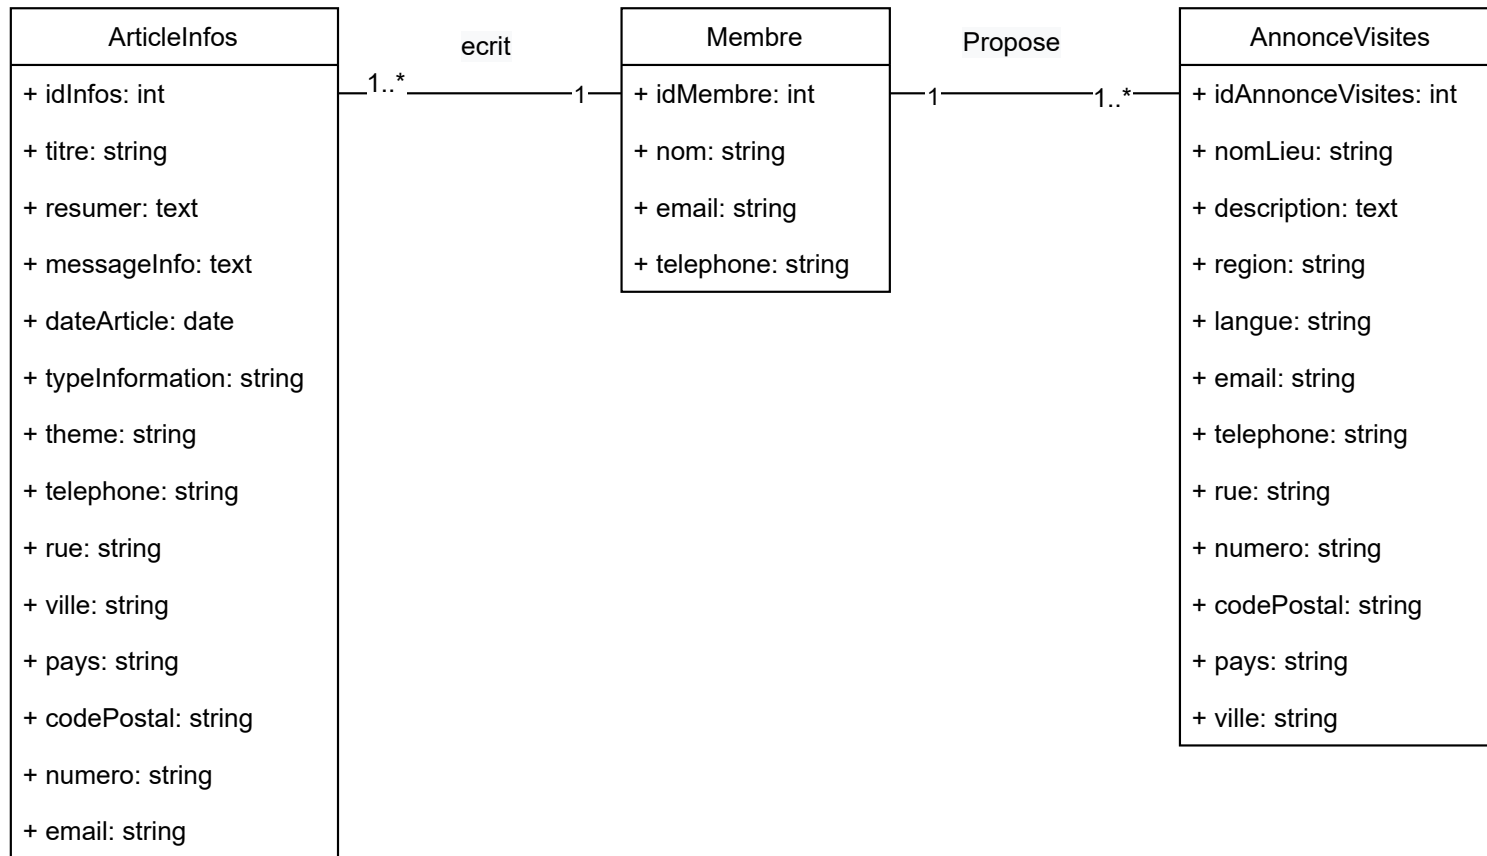 ArticleInfos
+ idInfos: int
+ titre: string
+ resumer: text
+ messageInfo: text
+ dateArticle: date
+ typeInformation: string
+ theme: string
+ telephone: string
+ rue: string
+ ville: string
+ pays: string
+ codePostal: string
+ numero: string
+ email: string
ecrit
1..*
1
Membre
+ idMembre: int
+ nom: string
+ email: string
+ telephone: string
Propose
1
1..*
AnnonceVisites
+ idAnnonceVisites: int
+ nomLieu: string
+ description: text
+ region: string
+ langue: string
+ email: string
+ telephone: string
+ rue: string
+ numero: string
+ codePostal: string
+ pays: string
+ ville: string